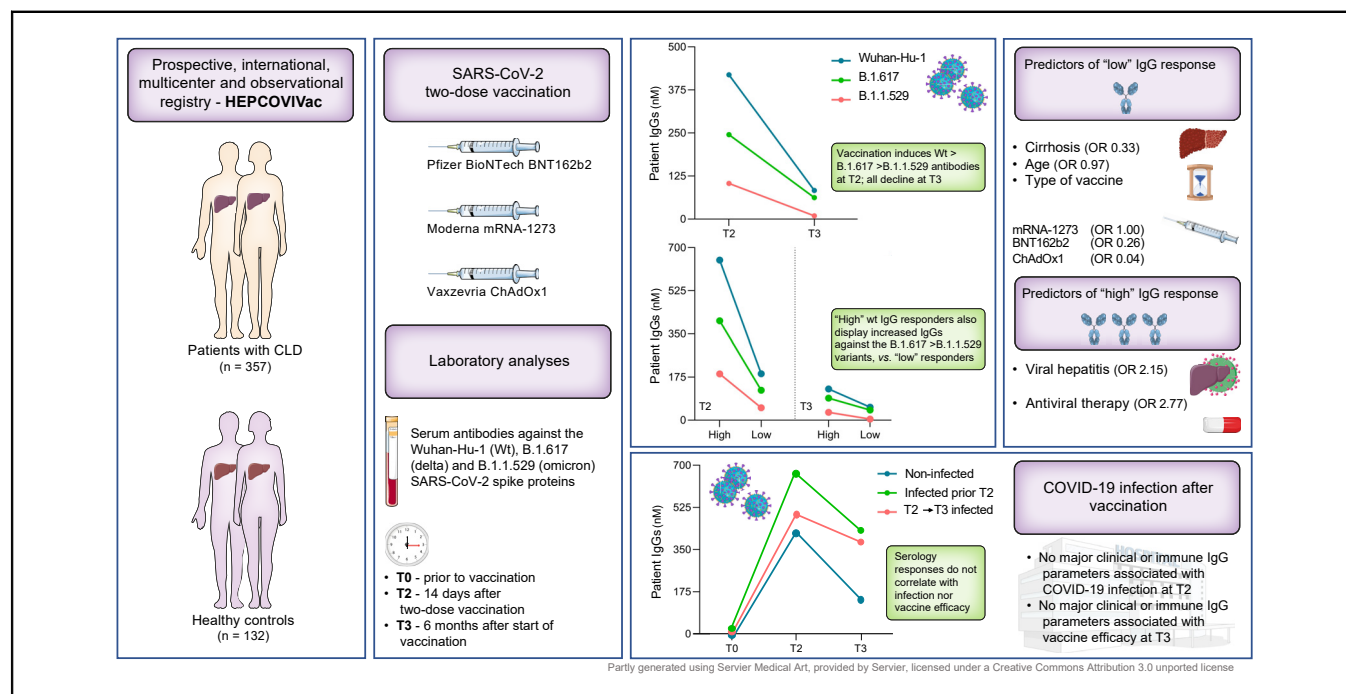 Prospective, international,
multicenter and observational
registry - HEPCOVIVac
Patients with CLD
(n = 357)
Healthy controls
(n = 132)
SARS-CoV-2
two-dose vaccination
Pfizer BioNTech BNT162b2
Moderna mRNA-1273
Vaxzevria ChAdOx1
Laboratory analyses
Serum antibodies against the
Wuhan-Hu-1 (Wt), B.1.617
(delta) and B.1.1.529 (omicron)
SARS-CoV-2 spike proteins
• T0 - prior to vaccination
• T2 - 14 days after
two-dose vaccination
• T3 - 6 months after start of
vaccination
Patient IgGs (nM)
500
375
250
125
0
T2
T3
Wuhan-Hu-1
B.1.617
B.1.1.529
Vaccination induces Wt >
B.1.617 >B.1.1.529 antibodies
at T2; all decline at T3
Patient IgGs (nM)
700
525
350
175
0
T2
T3
High
Low
High
Low
"High" wt IgG responders also
display increased IgGs
against the B.1.617 >B.1.1.529
variants, vs. "low" responders
Predictors of "low" IgG response
• Cirrhosis (OR 0.33)
• Age (OR 0.97)
• Type of vaccine
mRNA-1273 (OR 1.00)
BNT162b2 (OR 0.26)
ChAdOx1 (OR 0.04)
Predictors of "high" IgG response
• Viral hepatitis (OR 2.15)
• Antiviral therapy (OR 2.77)
Patient IgGs (nM)
700
525
350
175
0
T0
T2
T3
Non-infected
Infected prior T2
T2 → T3 infected
Serology
responses do not
correlate with
infection nor
vaccine efficacy
COVID-19 infection after
vaccination
• No major clinical or immune IgG
parameters associated with
COVID-19 infection at T2
• No major clinical or immune IgG
parameters associated with
vaccine efficacy at T3
Partly generated using Servier Medical Art, provided by Servier, licensed under a Creative Commons Attribution 3.0 unported license